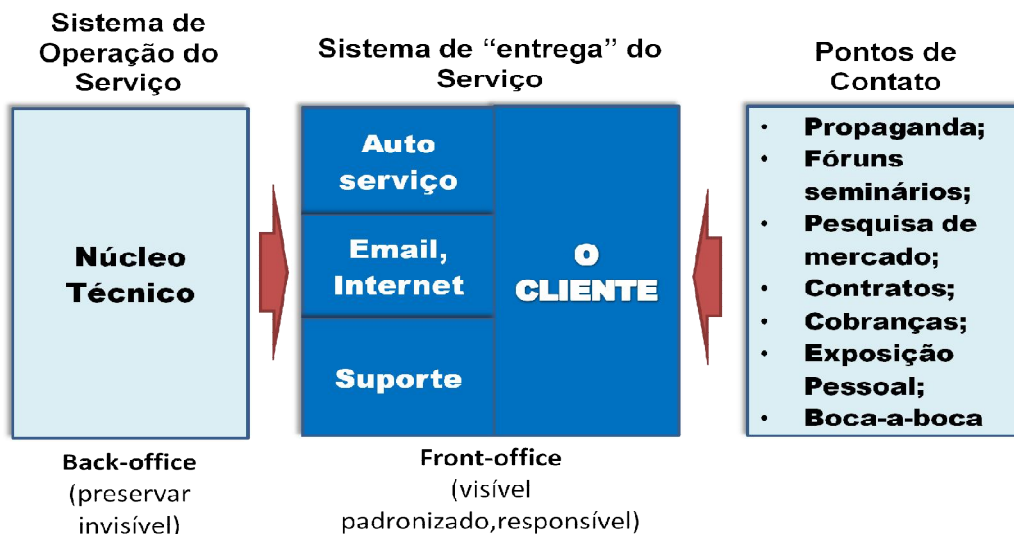 Sistema de
Operação do
Serviço
Núcleo
Técnico
Back-office
(preservar
invisível)
Sistema de “entrega” do
Serviço
Auto
serviço
Email,
Internet
Suporte
O
CLIENTE
Front-office
(visível
padronizado,responsível)
Pontos de
Contato
• Propaganda;
• Fóruns
seminários;
• Pesquisa de
mercado;
• Contratos;
• Cobranças;
• Exposição
Pessoal;
• Boca-a-boca